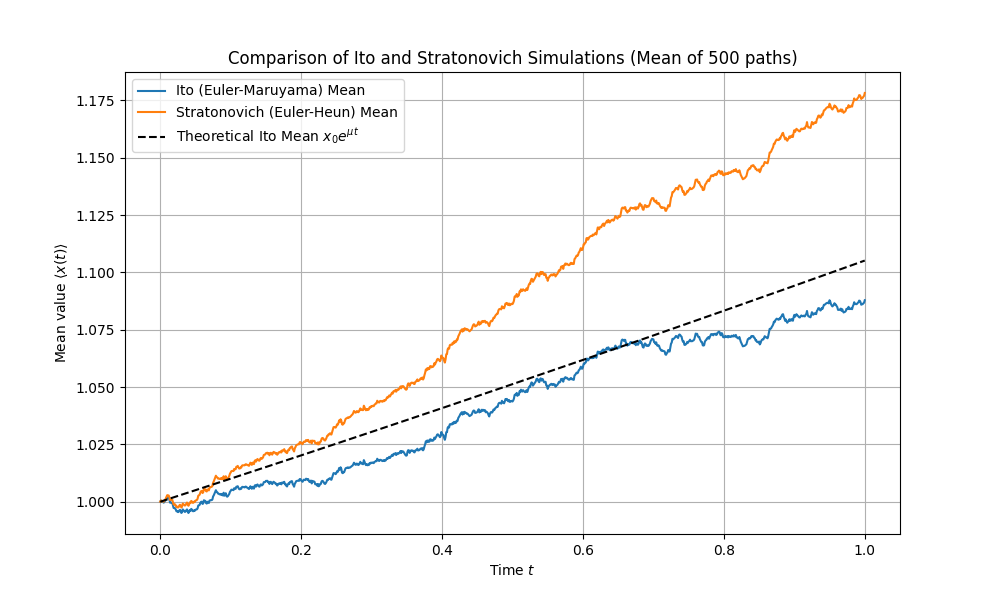 Comparison of Ito and Stratonovich Simulations (Mean of 500 paths)
Ito (Euler-Maruyama) Mean
Stratonovich (Euler-Heun) Mean
Theoretical Ito Mean $x_0e^{\mu t}$
Mean value ⟨x(t)⟩
1.175
1.150
1.125
1.100
1.075
1.050
1.025
1.000
0.0 0.2 0.4 0.6 0.8 1.0
Time t